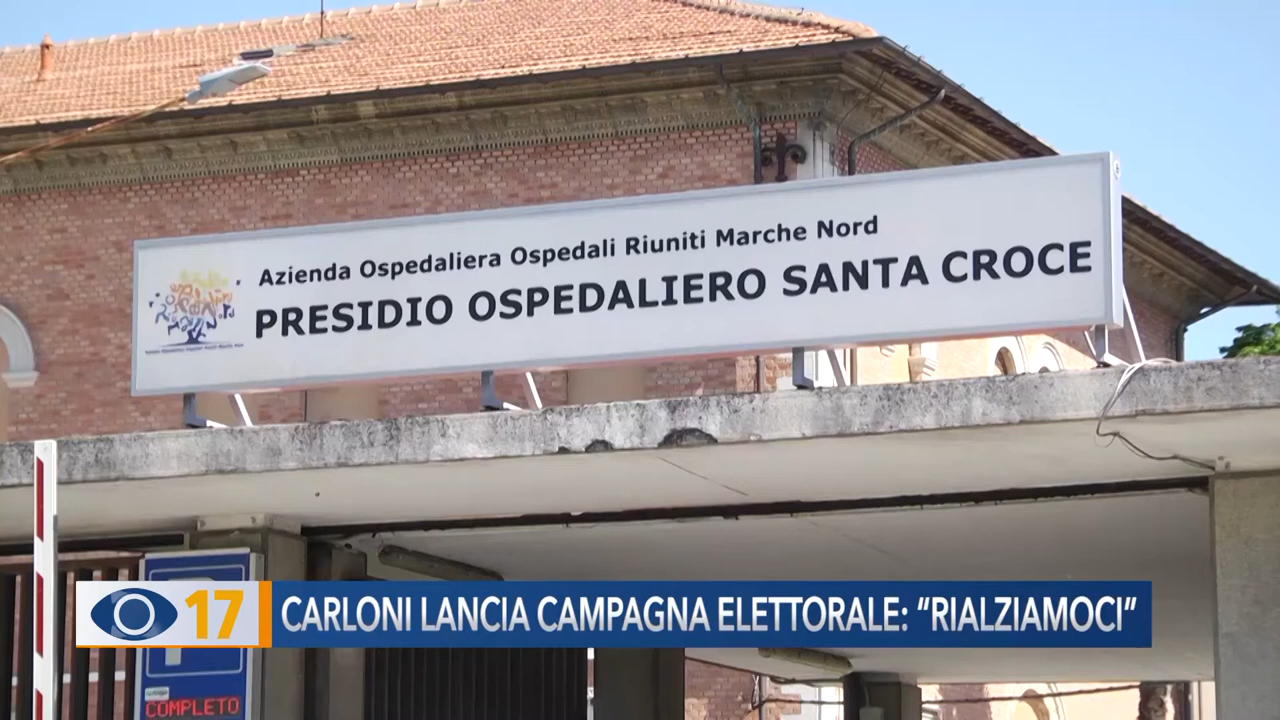 Azienda Ospedaliera Ospedali Riuniti Marche Nord
PRESIDIO OSPEDALIERO SANTA CROCE
17
CARLONI LANCIA CAMPAGNA ELETTORALE: “RIALZIAMOCI”
P
COMPLETO